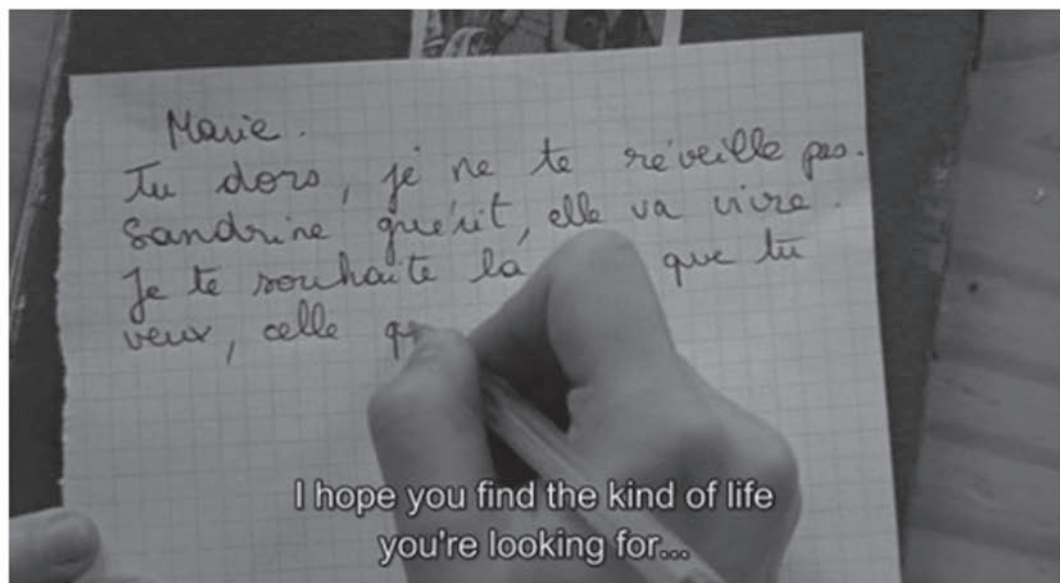 Marie.
Tu dors, je ne te réveille pas.
Sandrine guérit, elle va vivre.
Je te souhaite la que tu
veux, celle
I hope you find the kind of life
you're looking for...